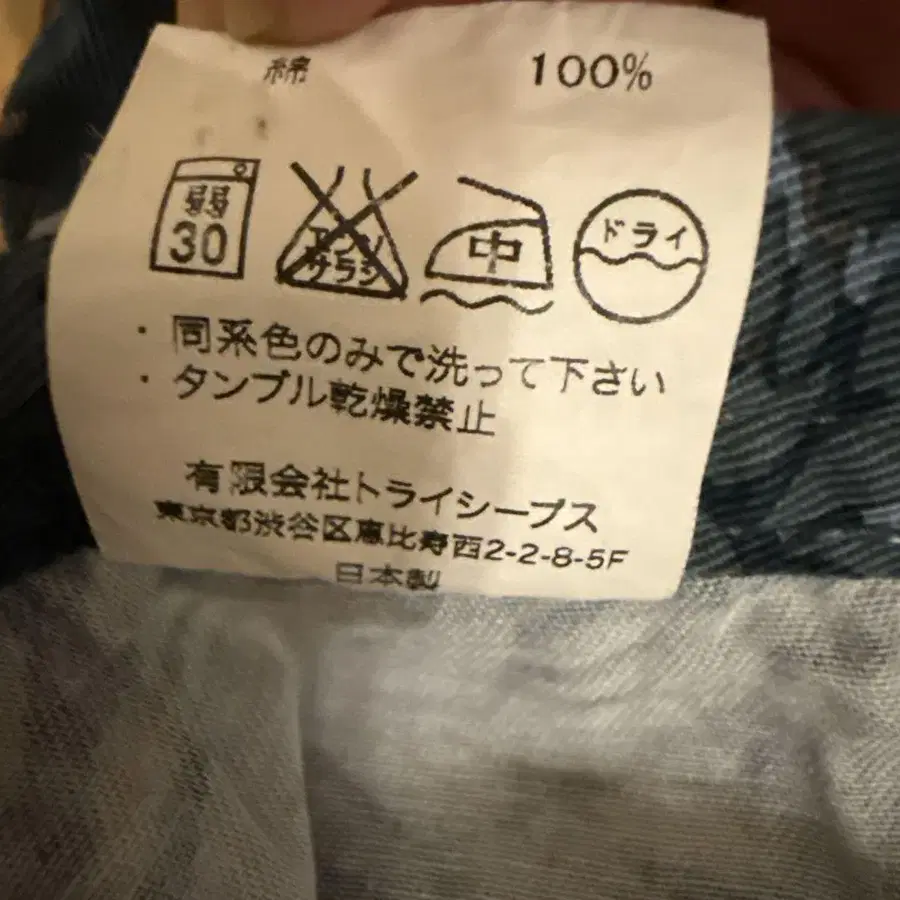 綿 100%
弱
30
エンソ
サラシ
中
ドライ
・同系色のみで洗って下さい
・タンブル乾燥禁止
有限会社トライシープス
東京都渋谷区恵比寿西2-2-8-5F
日本製